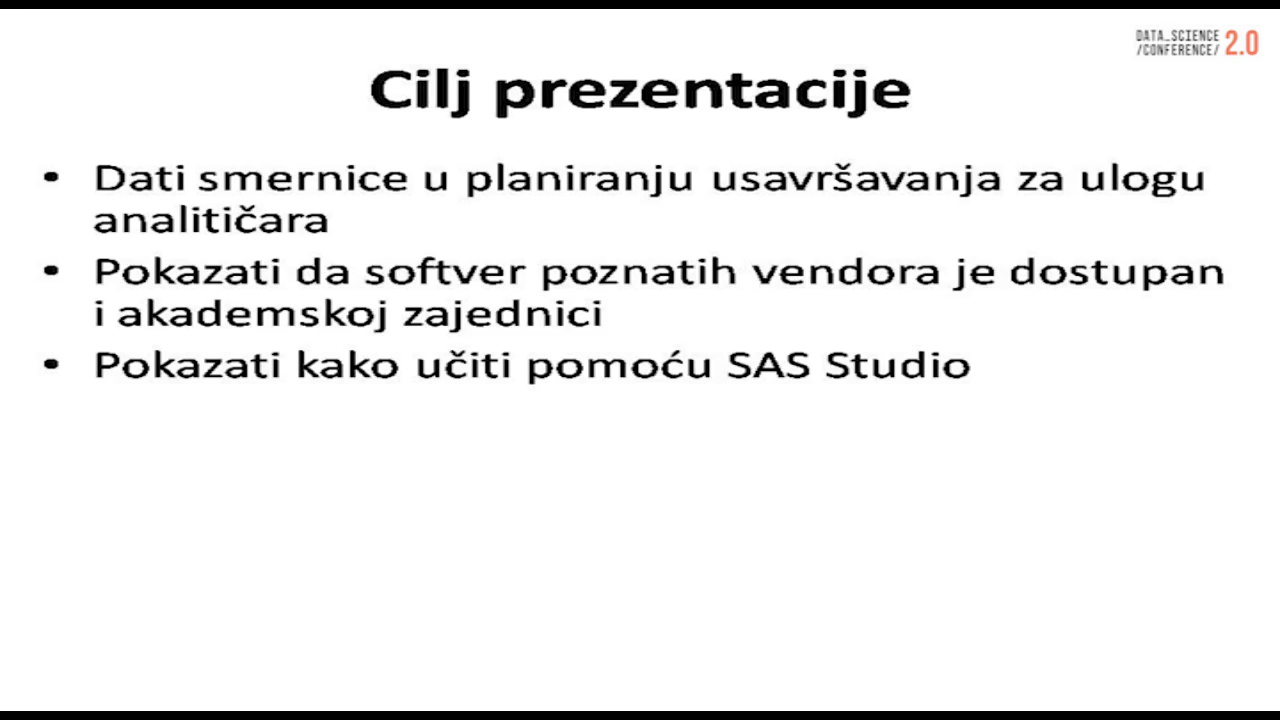 DATA_SCIENCE
/CONFERENCE/ 2.0
Cilj prezentacije
• Dati smernice u planiranju usavršavanja za ulogu
analitičara
• Pokazati da softver poznatih vendora je dostupan
i akademskoj zajednici
• Pokazati kako učiti pomoću SAS Studio